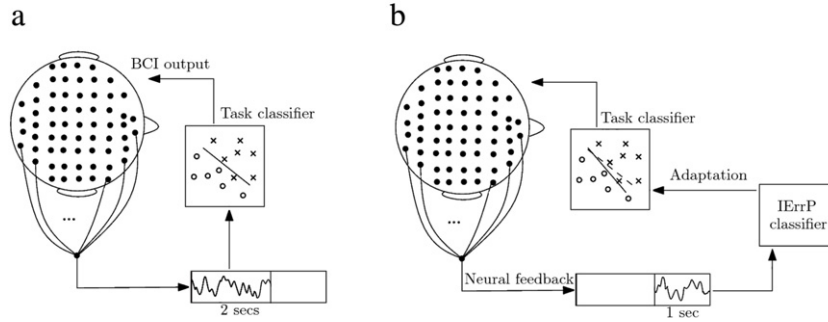 a
BCI output
Task classifier
...
2 secs
b
Task classifier
Adaptation
IErrP
classifier
...
Neural feedback
1 sec